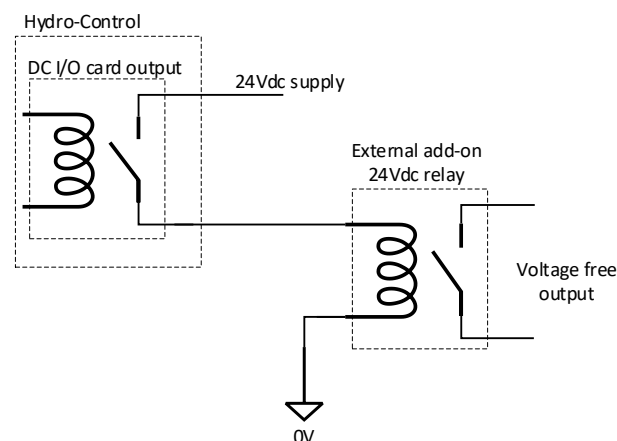 Hydro-Control
DC I/O card output
24Vdc supply
External add-on
24Vdc relay
Voltage free
output
0V